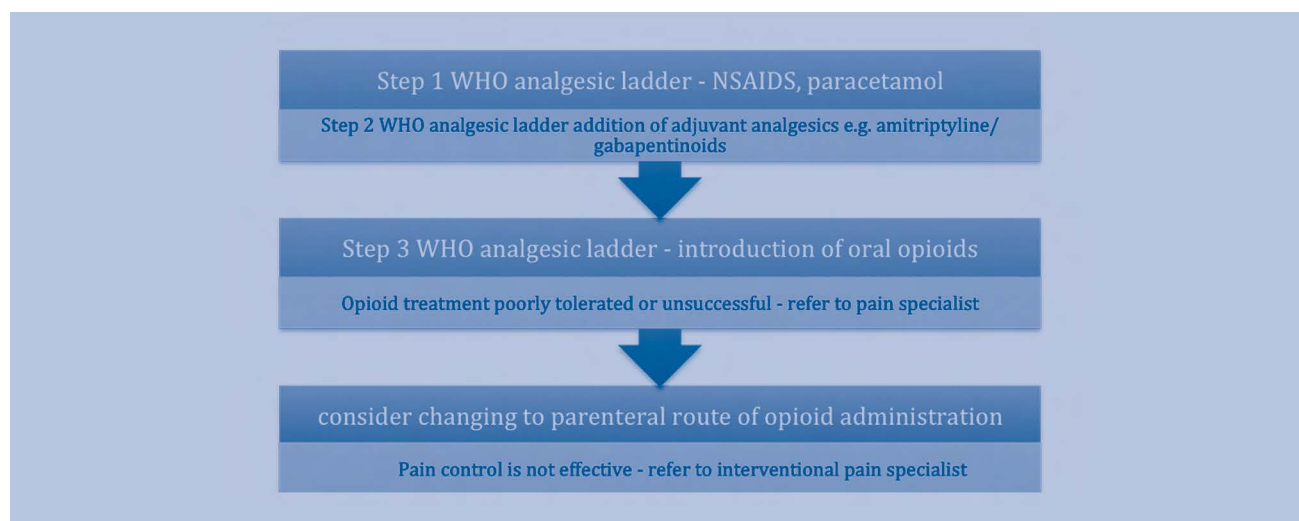 Step 1 WHO analgesic ladder - NSAIDS, paracetamol
Step 2 WHO analgesic ladder addition of adjuvant analgesics e.g. amitriptyline/
gabapentinoids
Step 3 WHO analgesic ladder - introduction of oral opioids
Opioid treatment poorly tolerated or unsuccessful - refer to pain specialist
consider changing to parenteral route of opioid administration
Pain control is not effective - refer to interventional pain specialist